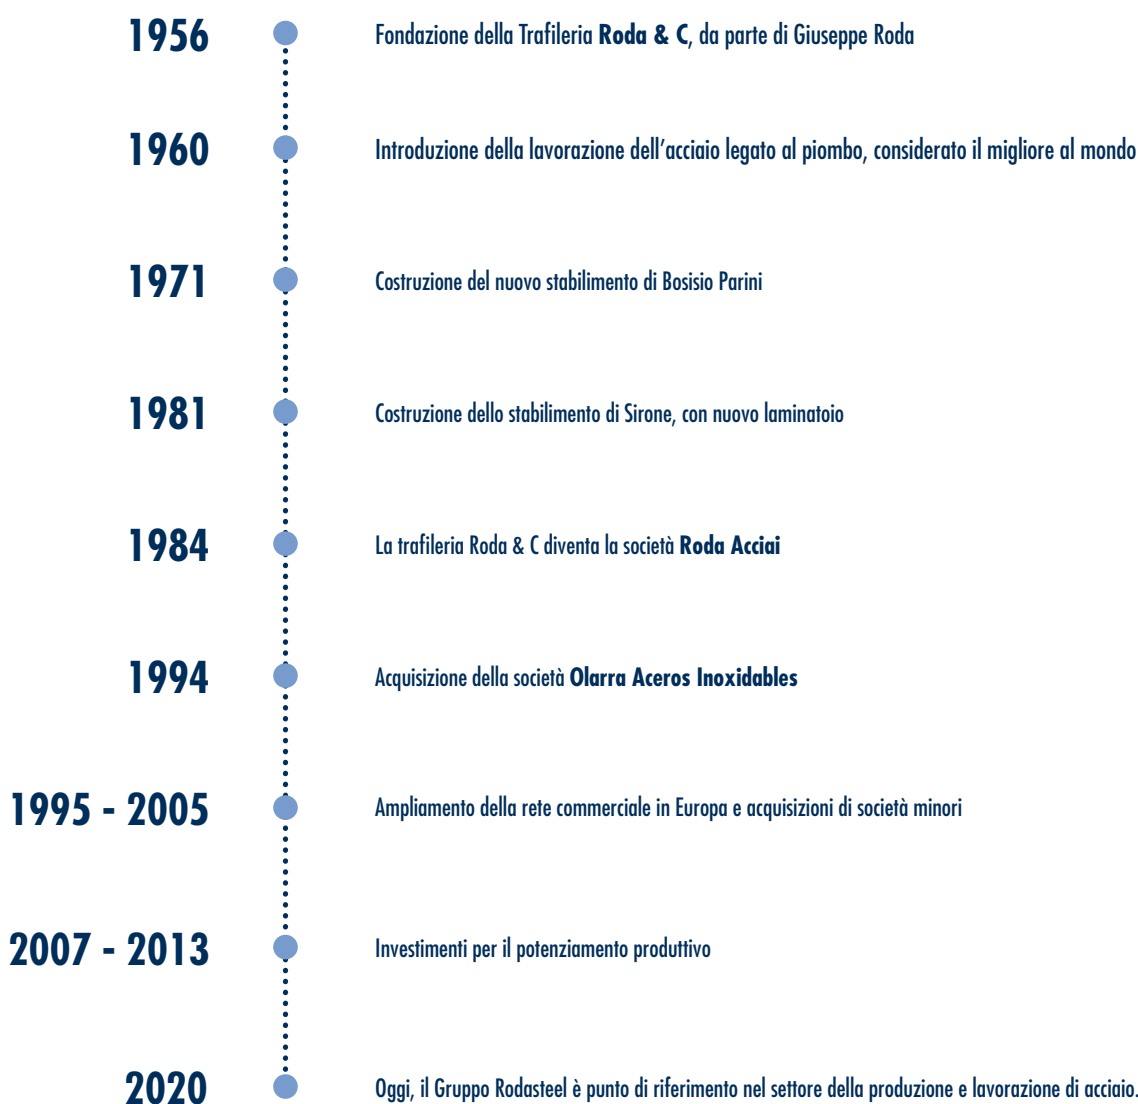 1956
Fondazione della Trafileria Roda & C, da parte di Giuseppe Roda
1960
Introduzione della lavorazione dell’acciaio legato al piombo, considerato il migliore al mondo
1971
Costruzione del nuovo stabilimento di Bosisio Parini
1981
Costruzione dello stabilimento di Sirone, con nuovo laminatoio
1984
La trafileria Roda & C diventa la società Roda Acciai
1994
Acquisizione della società Olarra Aceros Inoxidables
1995 - 2005
Ampliamento della rete commerciale in Europa e acquisizioni di società minori
2007 - 2013
Investimenti per il potenziamento produttivo
2020
Oggi, il Gruppo Rodasteel è punto di riferimento nel settore della produzione e lavorazione di acciaio.